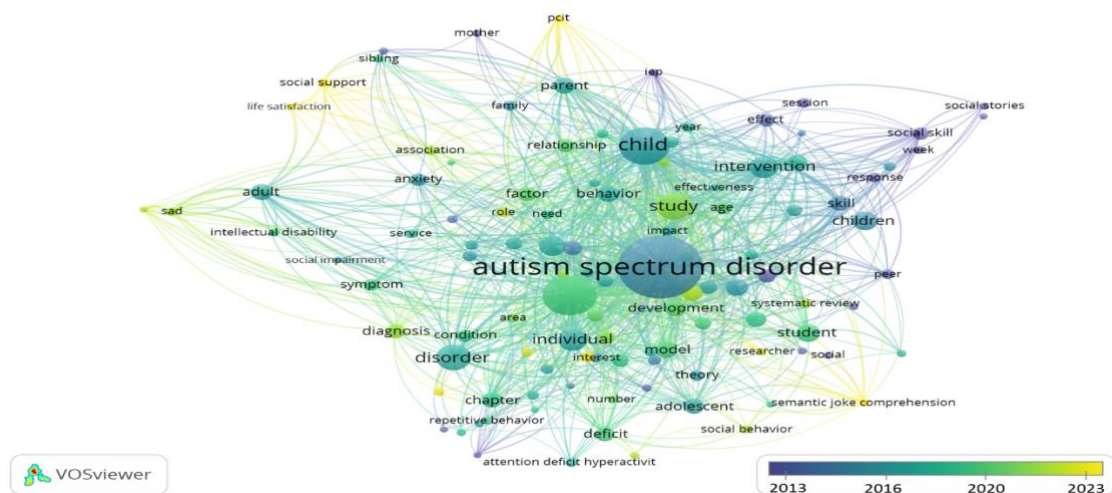 pcit
mother
sibling
iep
social support
parent
session
social stories
life satisfaction
family
effect
year
social skill
child
association
relationship
week
intervention
anxiety
response
adult
effectiveness
factor
behavior
skill
sad
role
need
study
age
children
intellectual disability
service
impact
social impairment
autism spectrum disorder
peer
symptom
systematic review
development
area
diagnosis
condition
individual
student
disorder
interest
model
researcher
social
theory
chapter
number
adolescent
semantic joke comprehension
repetitive behavior
deficit
social behavior
attention deficit hyperactivit
VOSviewer
2013 2016 2020 2023